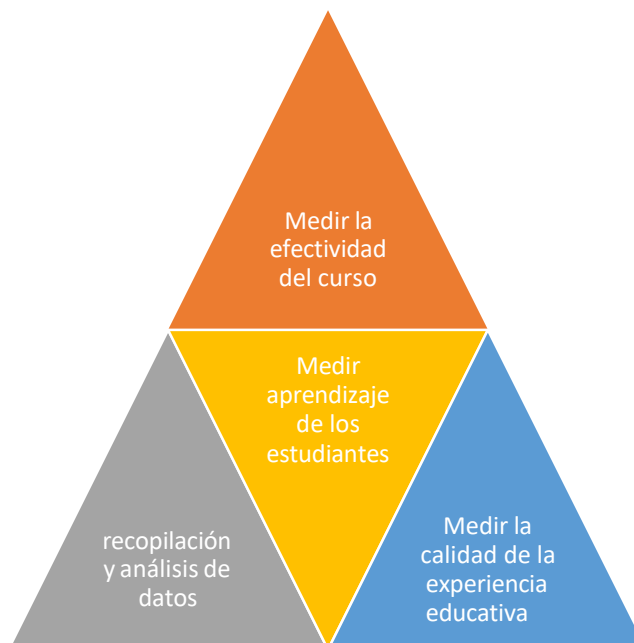 Medir la
efectividad
del curso
Medir
aprendizaje
de los
estudiantes
recopilación
y análisis de
datos
Medir la
calidad de la
experiencia
educativa